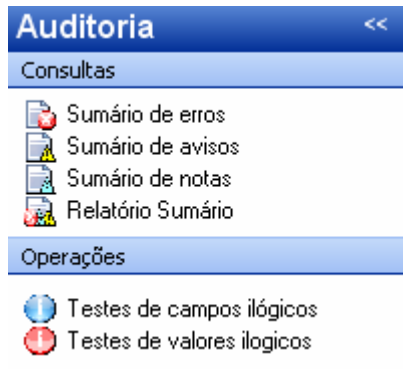 Auditoria <<
Consultas
Sumário de erros
Sumário de avisos
Sumário de notas
Relatório Sumário
Operações
Testes de campos ilógicos
Testes de valores ilogicos